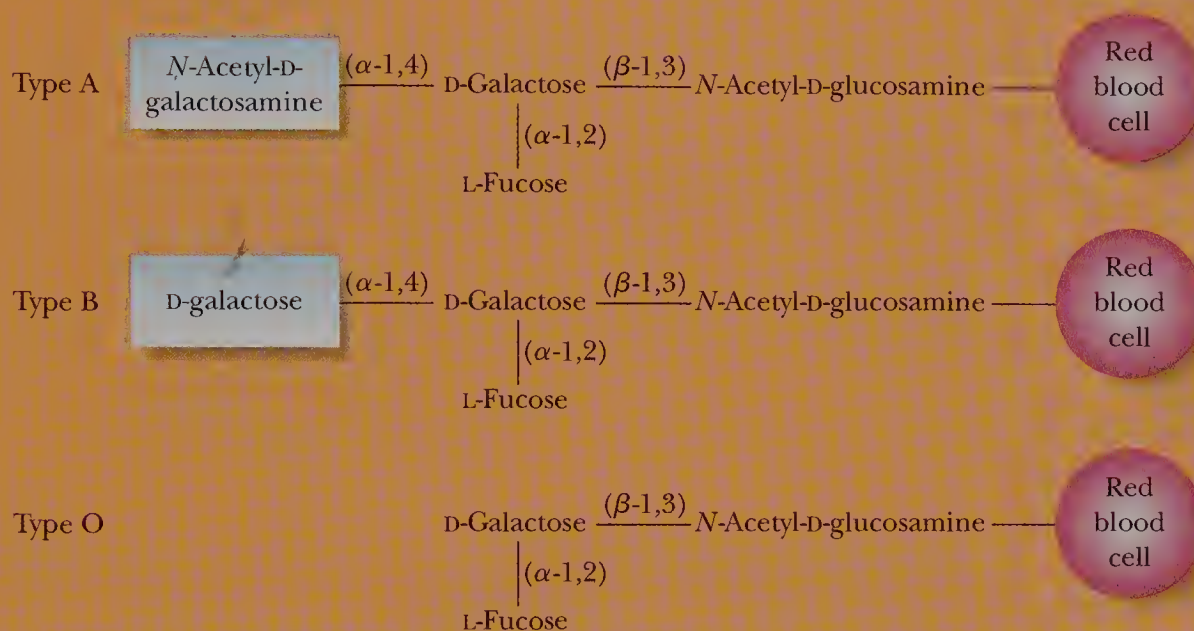 Type A
N-Acetyl-D-
galactosamine
(α-1,4)
D-Galactose
(β-1,3)
N-Acetyl-D-glucosamine
Red
blood
cell
(α-1,2)
L-Fucose
Type B
D-galactose
(α-1,4)
D-Galactose
(β-1,3)
N-Acetyl-D-glucosamine
Red
blood
cell
(α-1,2)
L-Fucose
Type O
D-Galactose
(β-1,3)
N-Acetyl-D-glucosamine
Red
blood
cell
(α-1,2)
L-Fucose